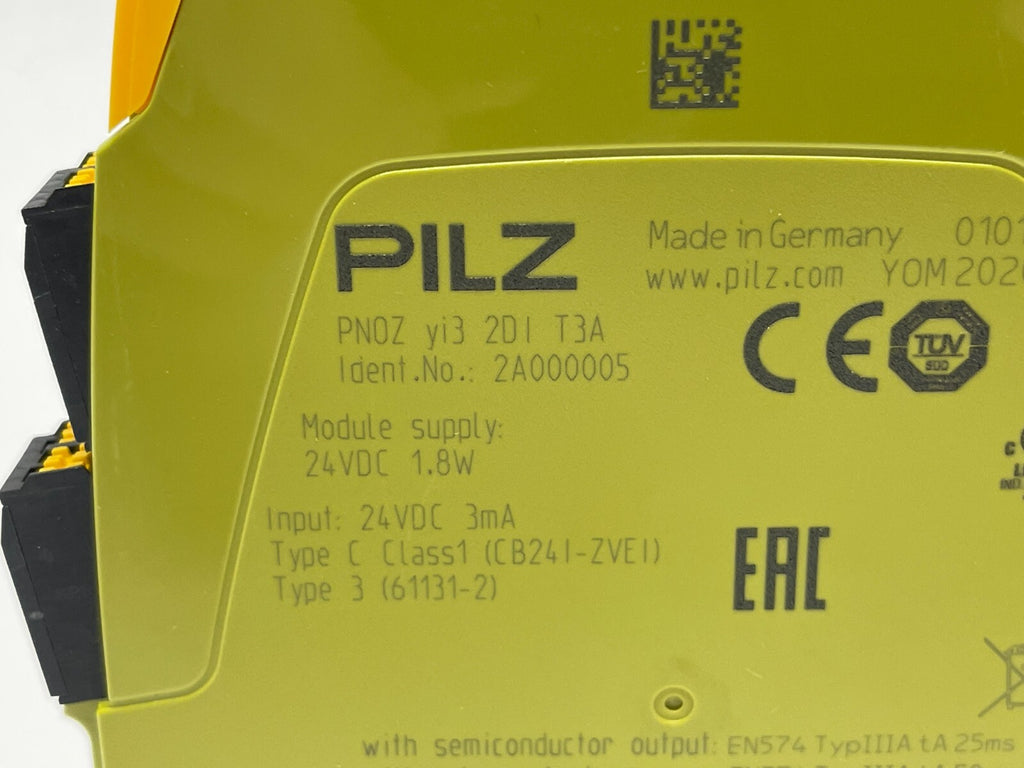 PILZ
Made in Germany
www.pilz.com YOM
PNOZ yi3 2DI T3A
Ident.No.: 2A000005
TÜV
SÜD
Module supply:
24VDC 1.8W
Input: 24VDC 3mA
Type C Class1 (CB24I-ZVEI)
Type 3 (61131-2)
CE
EAC
with semiconductor output: EN574 TypIIIA tA 25ms